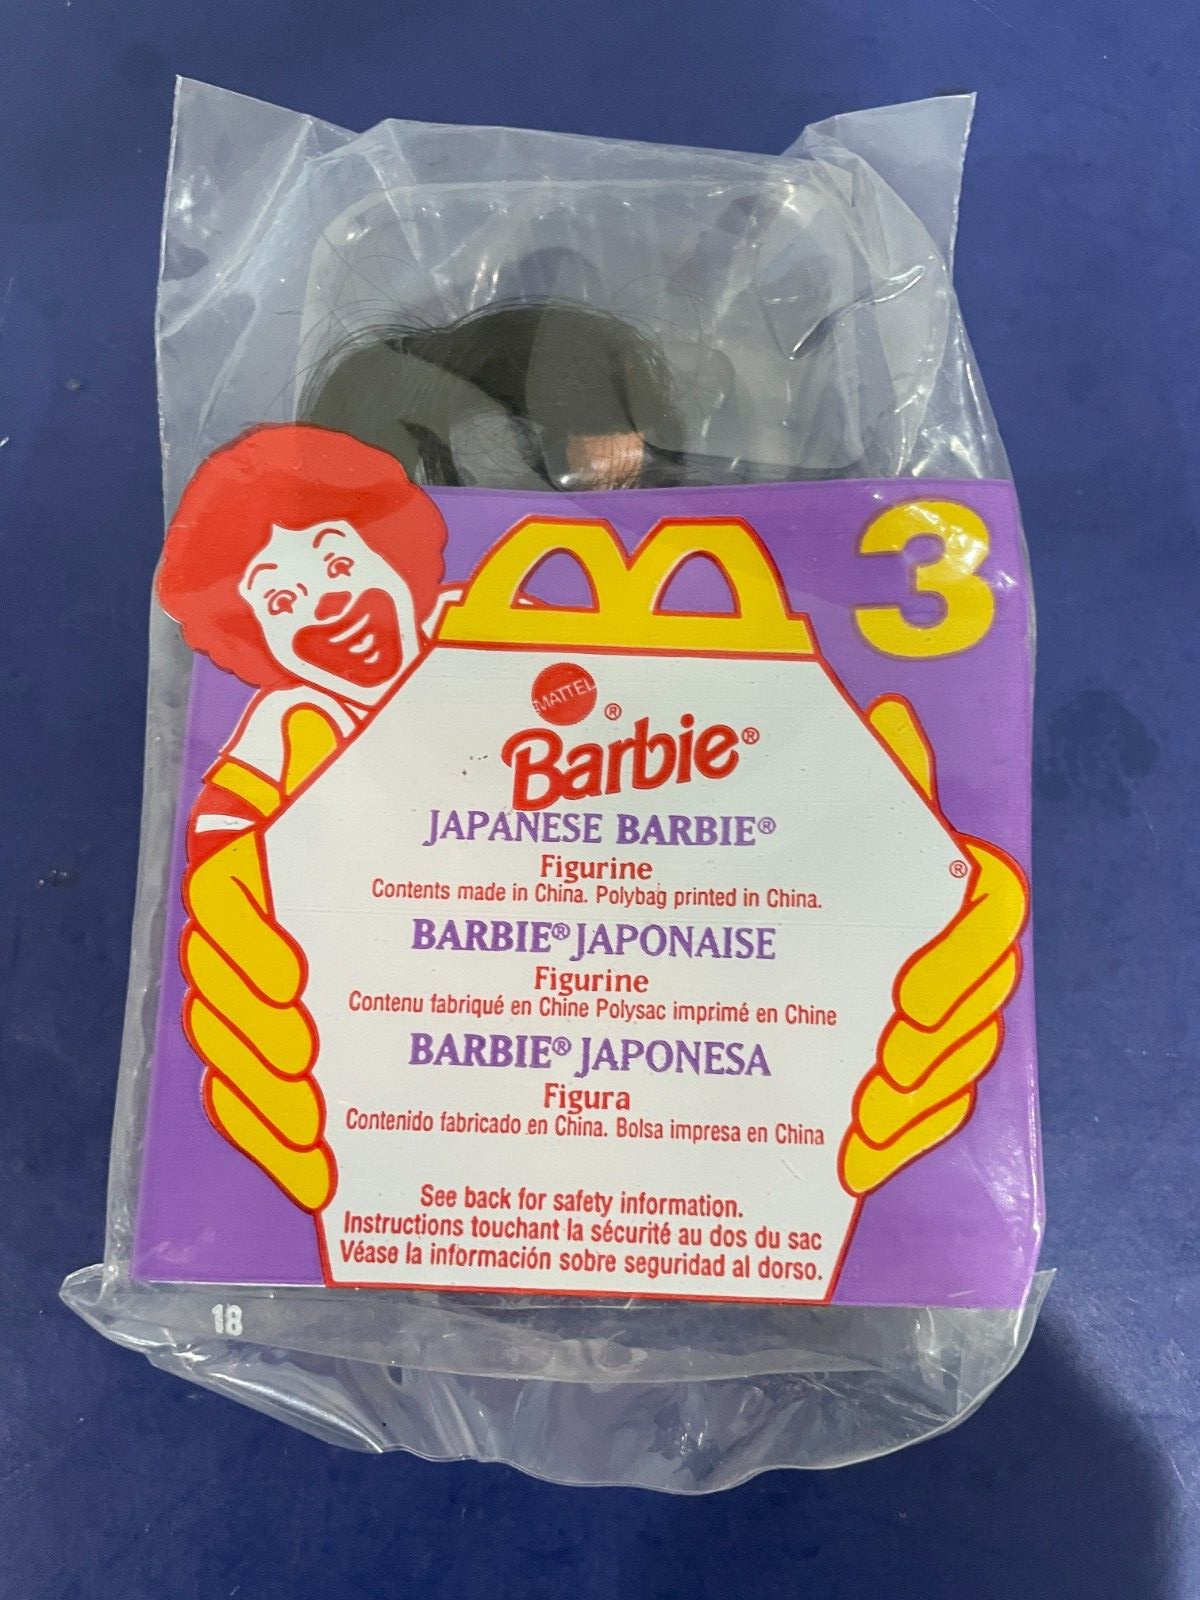 3
MATTEL
®
Barbie®
JAPANESE BARBIE®
Figurine
Contents made in China. Polybag printed in China.
®
BARBIE® JAPONAISE
Figurine
Contenu fabriqué en Chine Polysac imprimé en Chine
BARBIE® JAPONESA
Figura
Contenido fabricado en China. Bolsa impresa en China
See back for safety information.
Instructions touchant la sécurité au dos du sac
Véase la información sobre seguridad al dorso.
18